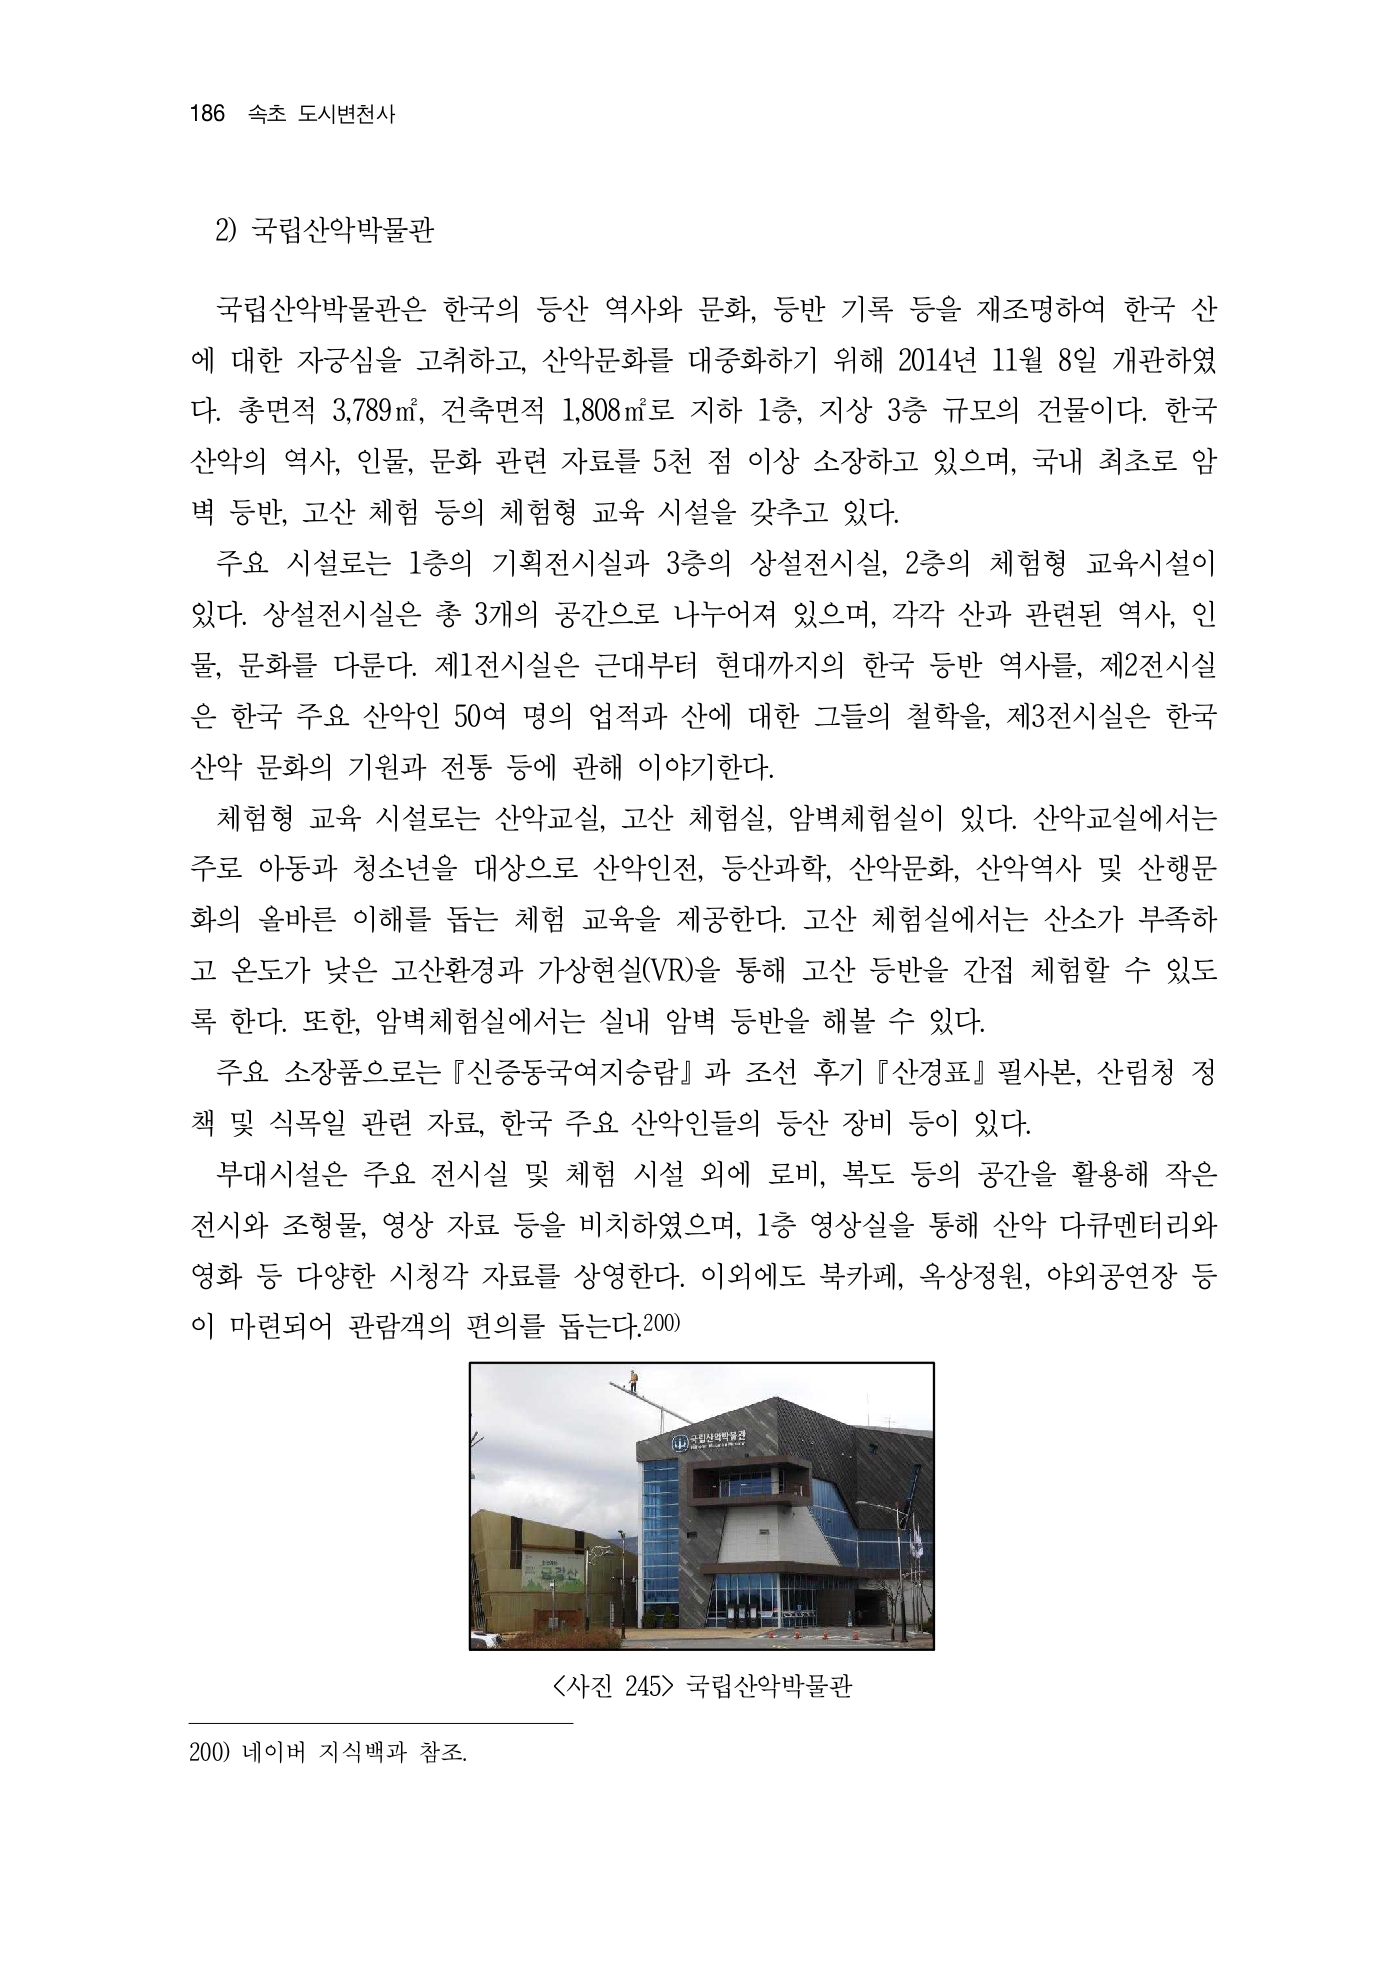 186 속초 도시변천사
2) 국립산악박물관
국립산악박물관은 한국의 등산 역사와 문화, 등반 기록 등을 재조명하여 한국 산
에 대한 자긍심을 고취하고, 산악문화를 대중화하기 위해 2014년 11월 8일 개관하였
다. 총면적 3,789㎡, 건축면적 1,808㎡로 지하 1층, 지상 3층 규모의 건물이다. 한국
산악의 역사, 인물, 문화 관련 자료를 5천 점 이상 소장하고 있으며, 국내 최초로 암
벽 등반, 고산 체험 등의 체험형 교육 시설을 갖추고 있다.
주요 시설로는 1층의 기획전시실과 3층의 상설전시실, 2층의 체험형 교육시설이
있다. 상설전시실은 총 3개의 공간으로 나누어져 있으며, 각각 산과 관련된 역사, 인
물, 문화를 다룬다. 제1전시실은 근대부터 현대까지의 한국 등반 역사를, 제2전시실
은 한국 주요 산악인 50여 명의 업적과 산에 대한 그들의 철학을, 제3전시실은 한국
산악 문화의 기원과 전통 등에 관해 이야기한다.
체험형 교육 시설로는 산악교실, 고산 체험실, 암벽체험실이 있다. 산악교실에서는
주로 아동과 청소년을 대상으로 산악인전, 등산과학, 산악문화, 산악역사 및 산행문
화의 올바른 이해를 돕는 체험 교육을 제공한다. 고산 체험실에서는 산소가 부족하
고 온도가 낮은 고산환경과 가상현실(VR)을 통해 고산 등반을 간접 체험할 수 있도
록 한다. 또한, 암벽체험실에서는 실내 암벽 등반을 해볼 수 있다.
주요 소장품으로는『신증동국여지승람』과 조선 후기『산경표』필사본, 산림청 정
책 및 식목일 관련 자료, 한국 주요 산악인들의 등산 장비 등이 있다.
부대시설은 주요 전시실 및 체험 시설 외에 로비, 복도 등의 공간을 활용해 작은
전시와 조형물, 영상 자료 등을 비치하였으며, 1층 영상실을 통해 산악 다큐멘터리와
영화 등 다양한 시청각 자료를 상영한다. 이외에도 북카페, 옥상정원, 야외공연장 등
이 마련되어 관람객의 편의를 돕는다.200)
국립산악박물관
<사진 245> 국립산악박물관
200) 네이버 지식백과 참조.